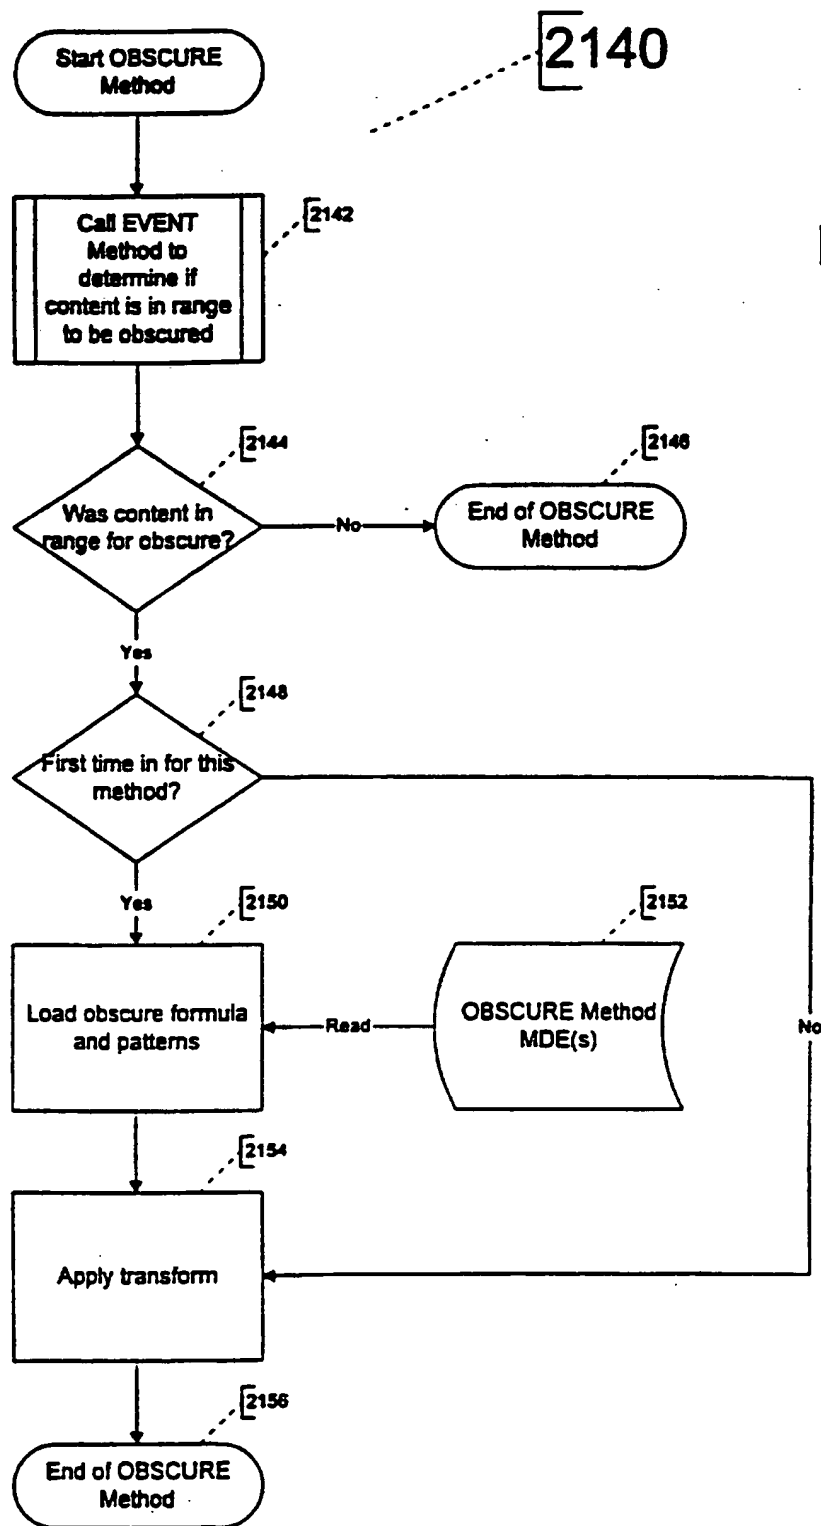 2140
Start OBSCURE
Method
2142
Call EVENT
Method to
determine if
content is in range
to be obscured
2144
2146
Was content in
range for obscure?
No
End of OBSCURE
Method
Yes
2148
First time in for this
method?
Yes
2150
2152
Load obscure formula
and patterns
Read
OBSCURE Method
MDE(s)
No
2154
Apply transform
2156
End of OBSCURE
Method